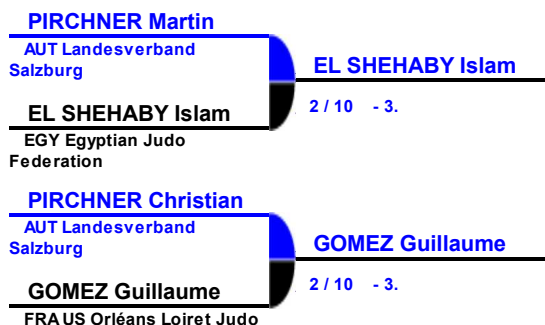 PIRCHNER Martin
AUT Landesverband
Salzburg
EL SHEHABY Islam
EL SHEHABY Islam
2 / 10 - 3.
EGY Egyptian Judo
Federation
PIRCHNER Christian
AUT Landesverband
Salzburg
GOMEZ Guillaume
GOMEZ Guillaume
2 / 10 - 3.
FRA US Orléans Loiret Judo